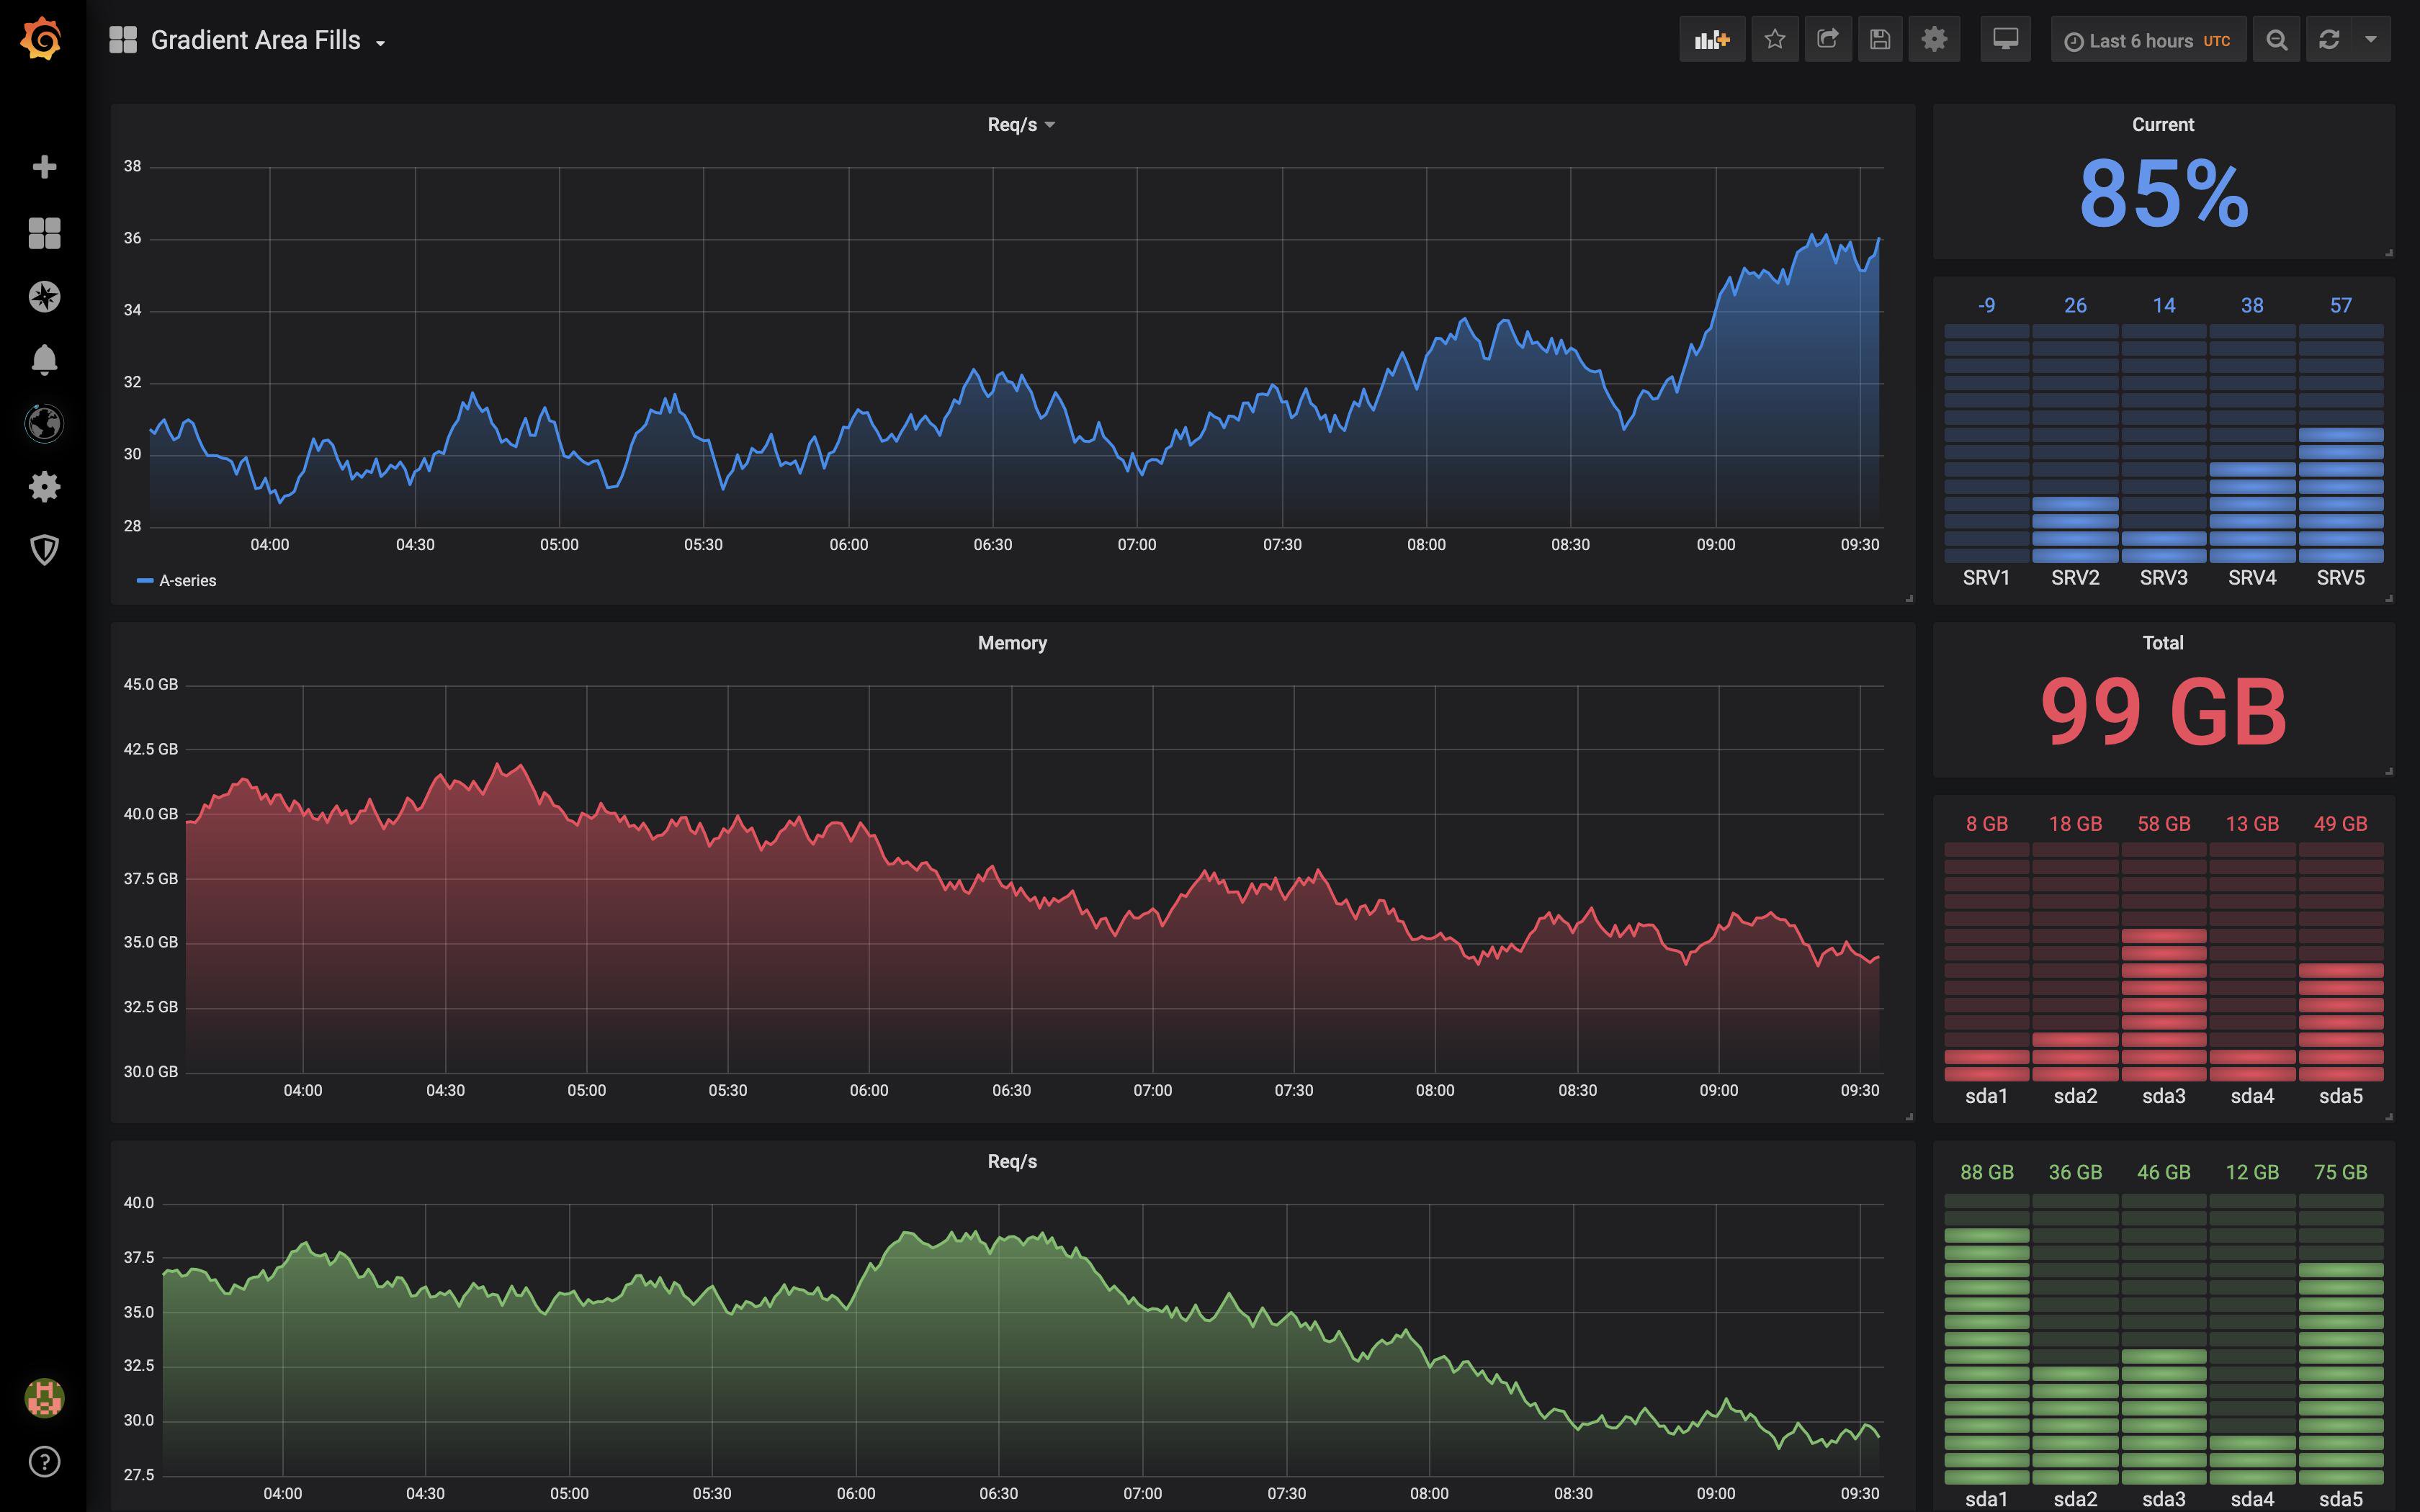 Gradient Area Fills
Last 6 hours UTC
Req/s
38
36
34
32
30
28
04:00 04:30 05:00 05:30 06:00 06:30 07:00 07:30 08:00 08:30 09:00 09:30
A-series
Current
85%
-9 26 14 38 57
SRV1 SRV2 SRV3 SRV4 SRV5
Memory
45.0 GB
42.5 GB
40.0 GB
37.5 GB
35.0 GB
32.5 GB
30.0 GB
04:00 04:30 05:00 05:30 06:00 06:30 07:00 07:30 08:00 08:30 09:00 09:30
Total
99 GB
8 GB 18 GB 58 GB 13 GB 49 GB
sda1 sda2 sda3 sda4 sda5
Req/s
40.0
37.5
35.0
32.5
30.0
27.5
04:00 04:30 05:00 05:30 06:00 06:30 07:00 07:30 08:00 08:30 09:00 09:30
88 GB 36 GB 46 GB 12 GB 75 GB
sda1 sda2 sda3 sda4 sda5